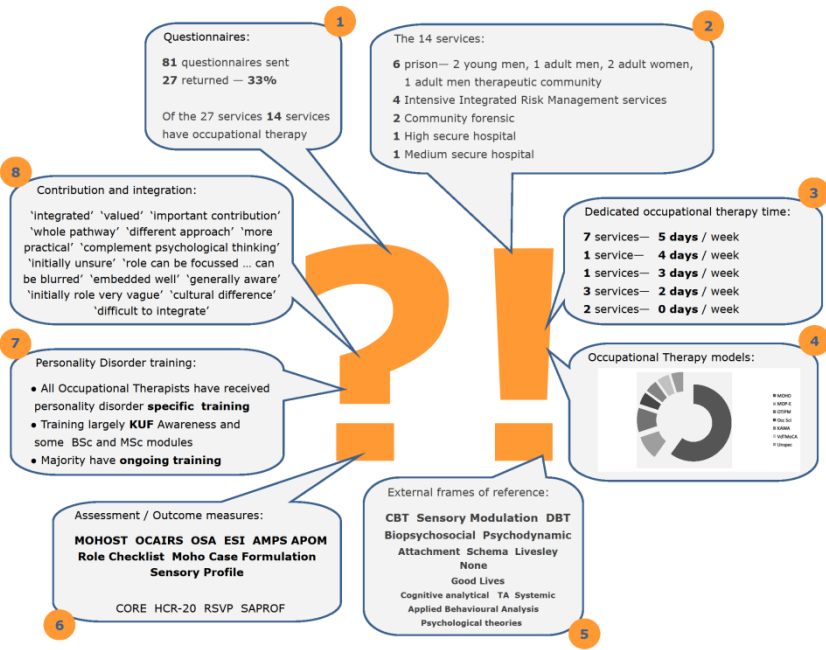 1
Questionnaires:
81 questionnaires sent
27 returned — 33%
Of the 27 services 14 services
have occupational therapy
2
The 14 services:
6 prison— 2 young men, 1 adult men, 2 adult women,
1 adult men therapeutic community
4 Intensive Integrated Risk Management services
2 Community forensic
1 High secure hospital
1 Medium secure hospital
3
Dedicated occupational therapy time:
7 services— 5 days / week
1 service— 4 days / week
1 services— 3 days / week
3 services— 2 days / week
2 services— 0 days / week
4
Occupational Therapy models:
MOHO
OTIPM
Occ Sci
KAWA
VdTMoCA
Unspec
External frames of reference:
CBT Sensory Modulation DBT
Biopsychosocial Psychodynamic
Attachment Schema Livesley
None
Good Lives
Cognitive analytical TA Systemic
Applied Behavioural Analysis
Psychological theories
5
Assessment / Outcome measures:
MOHOST OCAIRS OSA ESI AMPS APOM
Role Checklist Moho Case Formulation
Sensory Profile
CORE HCR-20 RSVP SAPROF
6
7
Personality Disorder training:
● All Occupational Therapists have received
personality disorder specific training
● Training largely KUF Awareness and
some BSc and MSc modules
● Majority have ongoing training
8
Contribution and integration:
‘integrated’ ‘valued’ ‘important contribution’
‘whole pathway’ ‘different approach’ ‘more
practical’ ‘complement psychological thinking’
‘initially unsure’ ‘role can be focussed … can
be blurred’ ‘embedded well’ ‘generally aware’
‘initially role very vague’ ‘cultural difference’
‘difficult to integrate’
?!